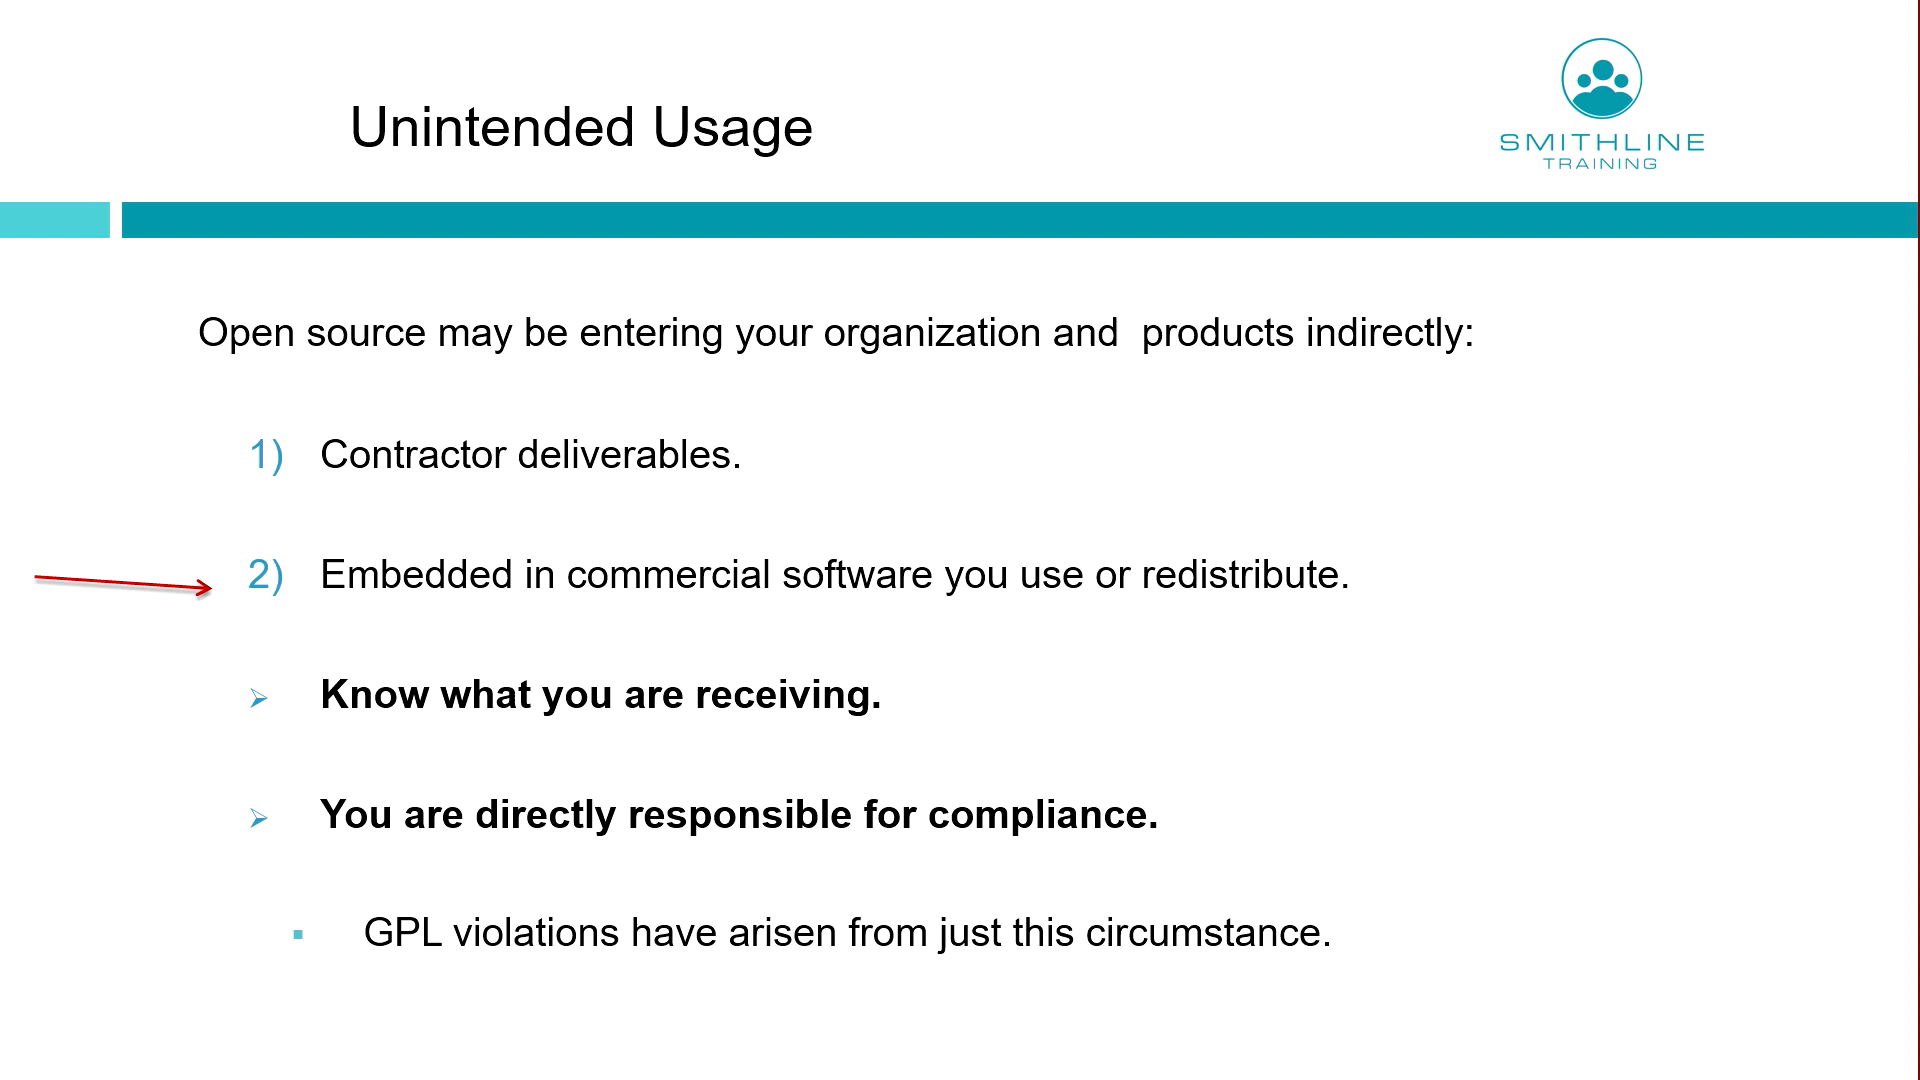 Unintended Usage
SMITHLINE
TRAINING
Open source may be entering your organization and  products indirectly:
1) Contractor deliverables.
2) Embedded in commercial software you use or redistribute.
➢ Know what you are receiving.
➢ You are directly responsible for compliance.
▪ GPL violations have arisen from just this circumstance.